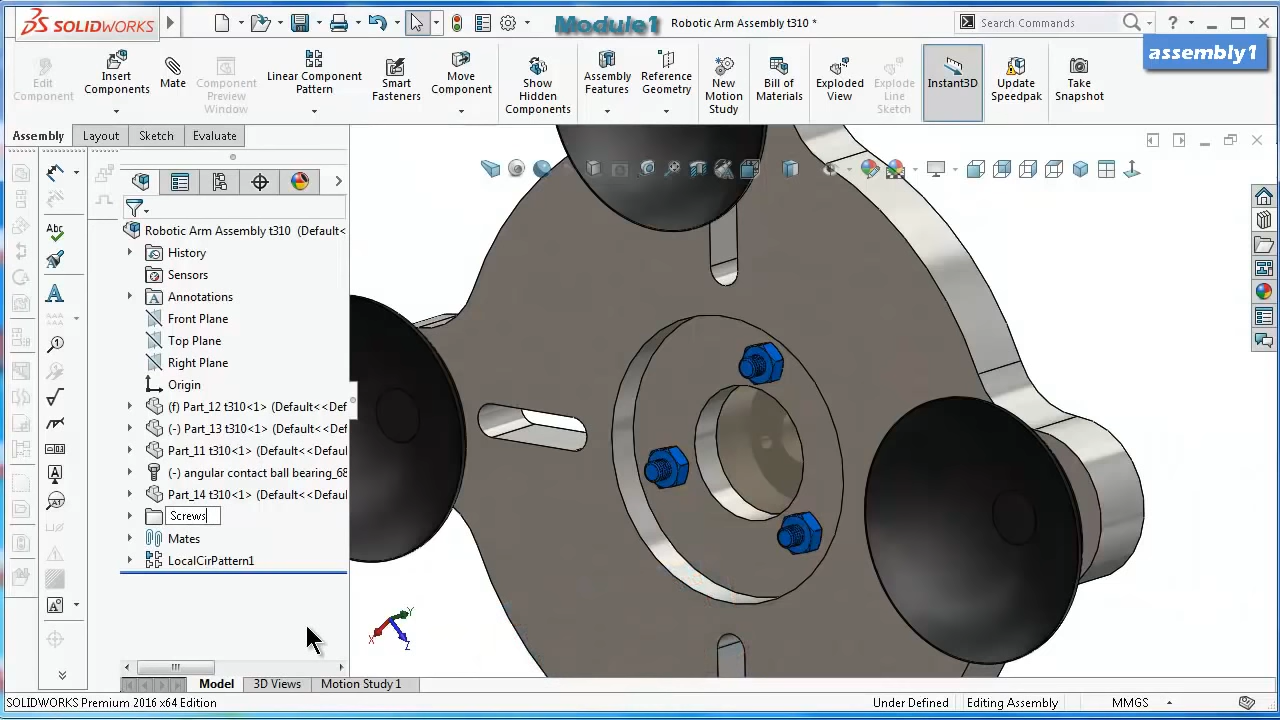 SOLIDWORKS
Module1
Robotic Arm Assembly t310 *
Search Commands
?
assembly1
Edit Component
Insert Components
Mate
Component Preview Window
Linear Component Pattern
Smart Fasteners
Move Component
Show Hidden Components
Assembly Features
Reference Geometry
New Motion Study
Bill of Materials
Exploded View
Explode Line Sketch
Instant3D
Update Speedpak
Take Snapshot
Assembly
Layout
Sketch
Evaluate
Robotic Arm Assembly t310 (Default<
History
Sensors
Annotations
Front Plane
Top Plane
Right Plane
Origin
(f) Part_12 t310<1> (Default<<Def
(-) Part_13 t310<1> (Default<<Def
Part_11 t310<1> (Default<<Defau
(-) angular contact ball bearing_68
Part_14 t310<1> (Default<<Defaul
Screws
Mates
LocalCirPattern1
Abc
A
X
Y
Z
Model
3D Views
Motion Study 1
SOLIDWORKS Premium 2016 x64 Edition
Under Defined
Editing Assembly
MMGS